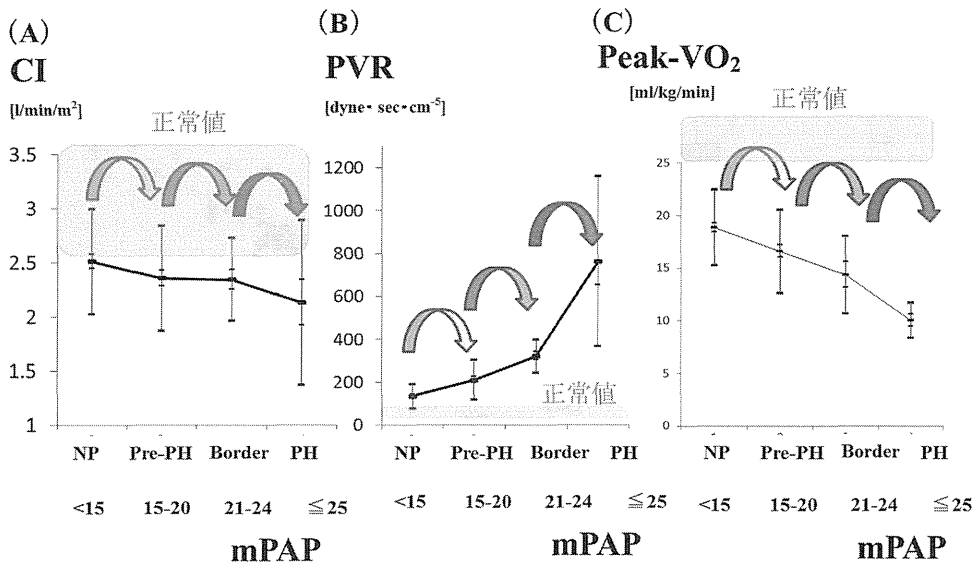 (A)
CI
[l/min/m²]
正常値
3.5
3
2.5
2
1.5
1
NP Pre-PH Border PH
<15 15-20 21-24 ≦25
mPAP
(B)
PVR
[dyne・sec・cm⁻⁵]
1200
1000
800
600
400
200
0
正常値
NP Pre-PH Border PH
<15 15-20 21-24 ≦25
mPAP
(C)
Peak-VO₂
[ml/kg/min]
正常値
25
20
15
10
5
0
NP Pre-PH Border PH
<15 15-20 21-24 ≦25
mPAP